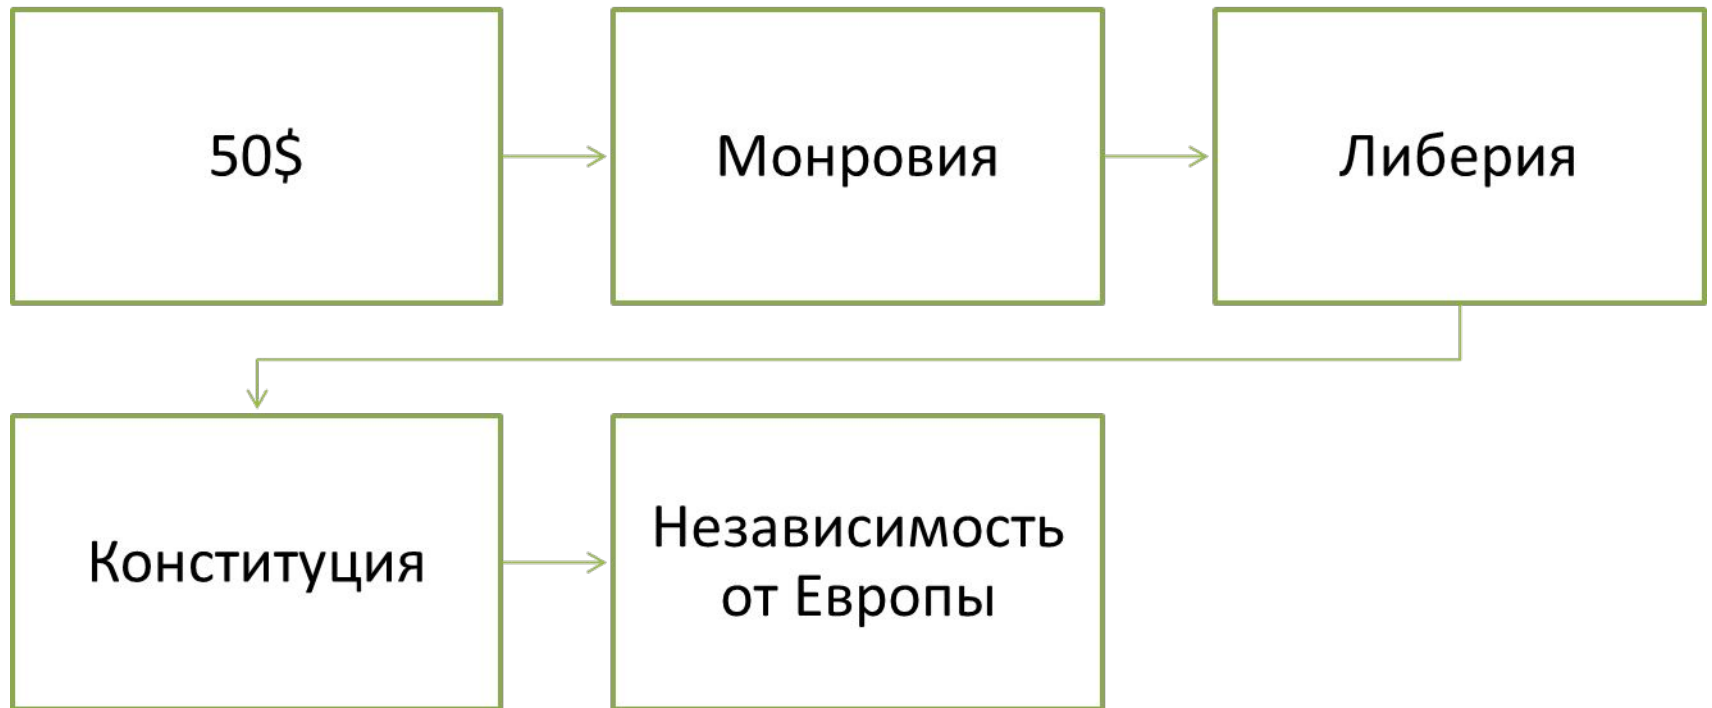 50$
Монровия
Либерия
Конституция
Независимость
от Европы